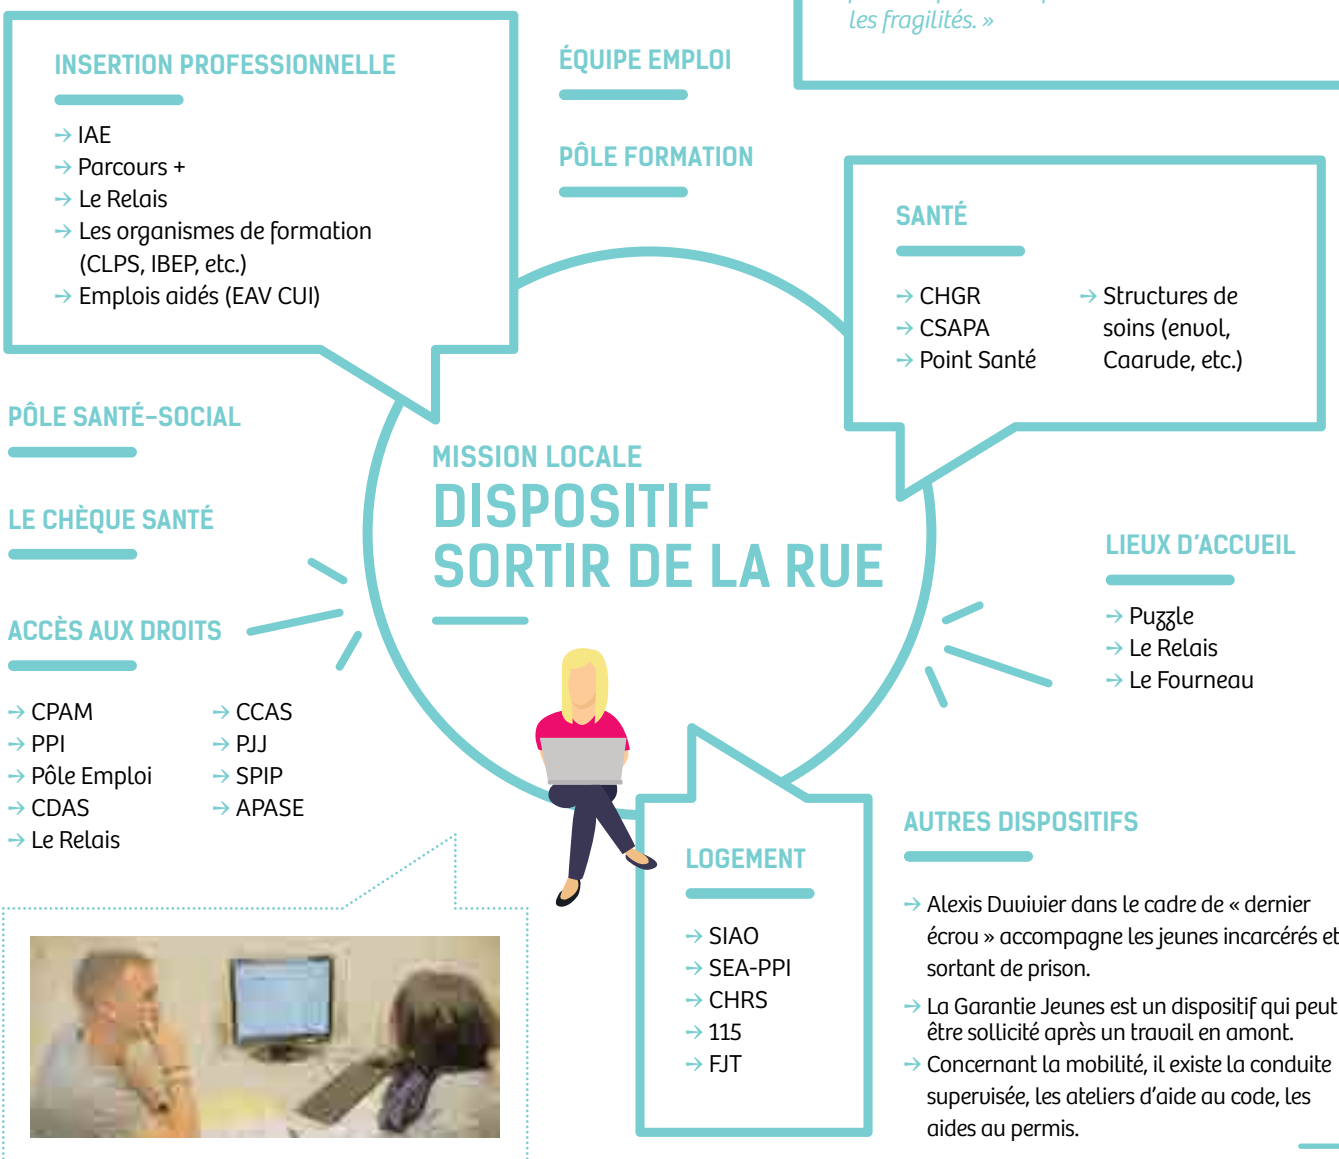 les fragilités. »
INSERTION PROFESSIONNELLE
→ IAE
→ Parcours +
→ Le Relais
→ Les organismes de formation
(CLPS, IBEP, etc.)
→ Emplois aidés (EAV CUI)
ÉQUIPE EMPLOI
PÔLE FORMATION
SANTÉ
→ CHGR
→ CSAPA
→ Point Santé
→ Structures de
soins (envol,
Caarude, etc.)
PÔLE SANTÉ-SOCIAL
LE CHÈQUE SANTÉ
MISSION LOCALE
DISPOSITIF
SORTIR DE LA RUE
LIEUX D'ACCUEIL
→ Puzzle
→ Le Relais
→ Le Fourneau
ACCÈS AUX DROITS
→ CPAM
→ PPI
→ Pôle Emploi
→ CDAS
→ Le Relais
→ CCAS
→ PJJ
→ SPIP
→ APASE
LOGEMENT
→ SIAO
→ SEA-PPI
→ CHRS
→ 115
→ FJT
AUTRES DISPOSITIFS
→ Alexis Duvivier dans le cadre de « dernier
écrou » accompagne les jeunes incarcérés et
sortant de prison.
→ La Garantie Jeunes est un dispositif qui peut
être sollicité après un travail en amont.
→ Concernant la mobilité, il existe la conduite
supervisée, les ateliers d'aide au code, les
aides au permis.